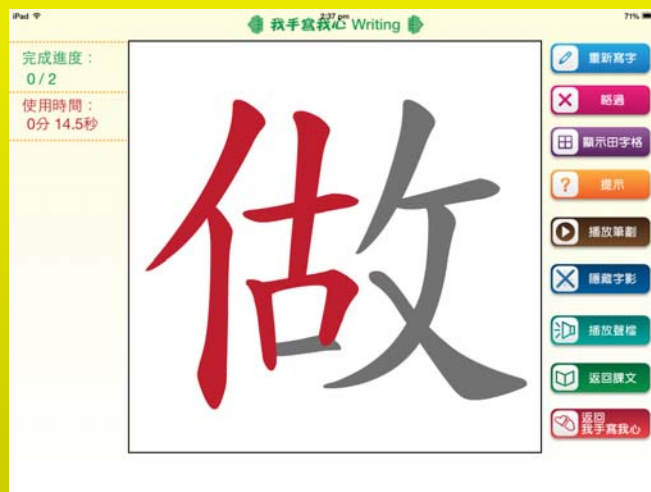 iPad
2:37 pm
71%
我手寫我心 Writing
完成進度：
0 / 2
使用時間：
0分 14.5秒
做
重新寫字
略過
顯示田字格
提示
播放筆劃
隱藏字影
播放聲檔
返回課文
返回
我手寫我心